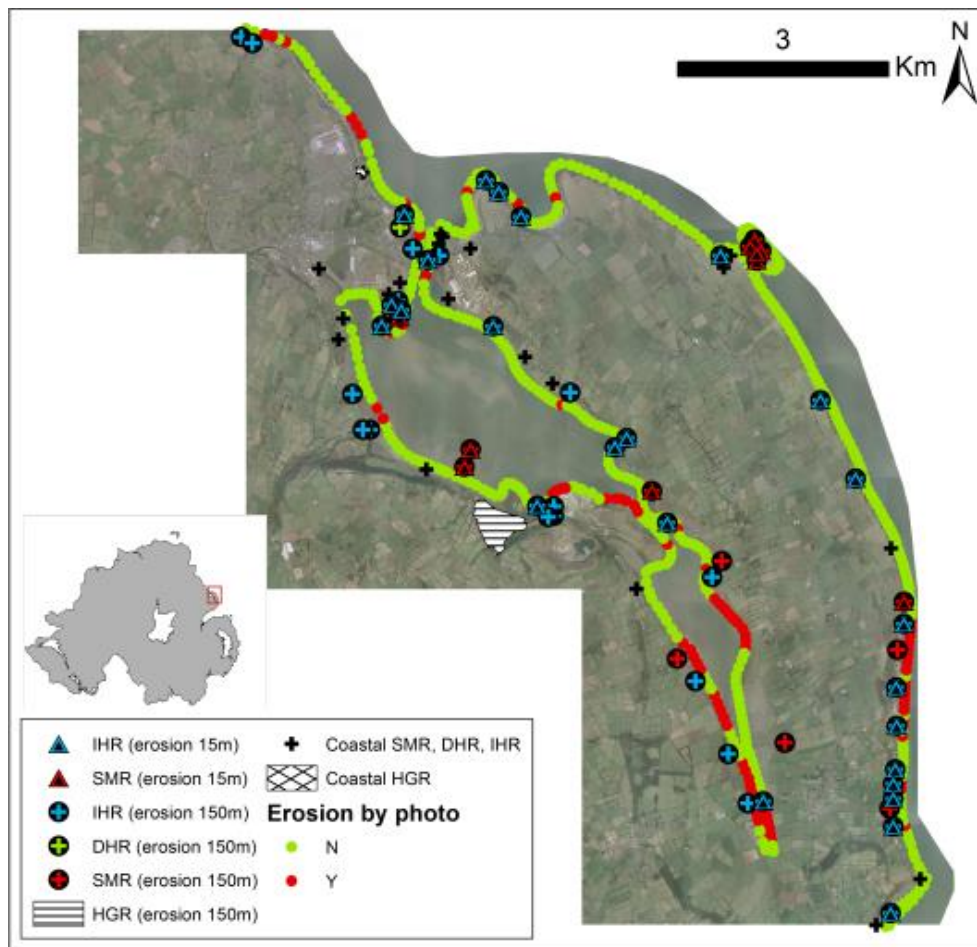 3
Km
N
IHR (erosion 15m)
SMR (erosion 15m)
IHR (erosion 150m)
DHR (erosion 150m)
SMR (erosion 150m)
HGR (erosion 150m)
Coastal SMR, DHR, IHR
Coastal HGR
Erosion by photo
N
Y